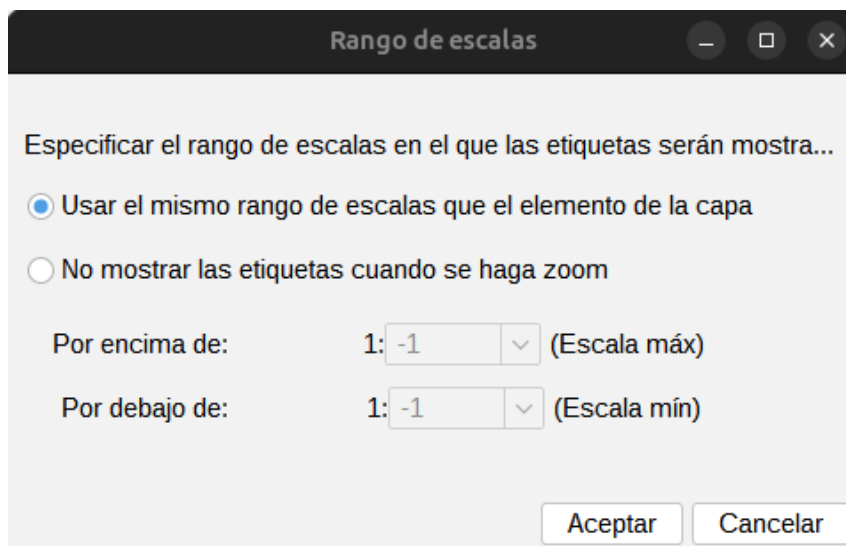 Rango de escalas
Especificar el rango de escalas en el que las etiquetas serán mostra...
Usar el mismo rango de escalas que el elemento de la capa
No mostrar las etiquetas cuando se haga zoom
Por encima de: 1: -1 (Escala máx)
Por debajo de: 1: -1 (Escala mín)
Aceptar Cancelar